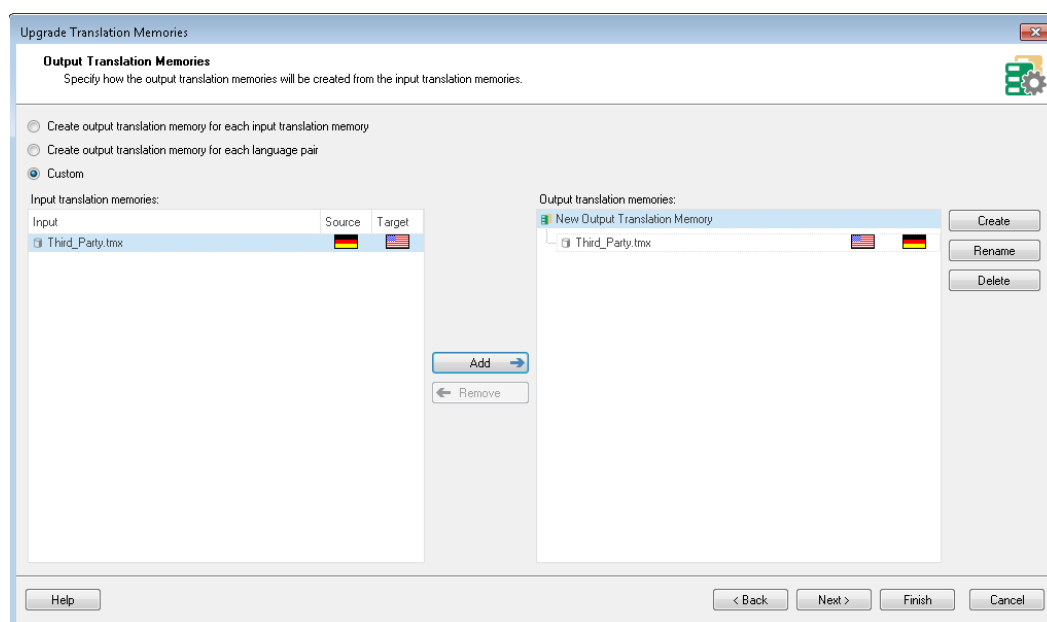 Upgrade Translation Memories
Output Translation Memories
Specify how the output translation memories will be created from the input translation memories.
Create output translation memory for each input translation memory
Create output translation memory for each language pair
Custom
Input translation memories:
Input Source Target
Third_Party.tmx
Add
Remove
Output translation memories:
New Output Translation Memory
Third_Party.tmx
Create
Rename
Delete
Help
< Back Next > Finish Cancel